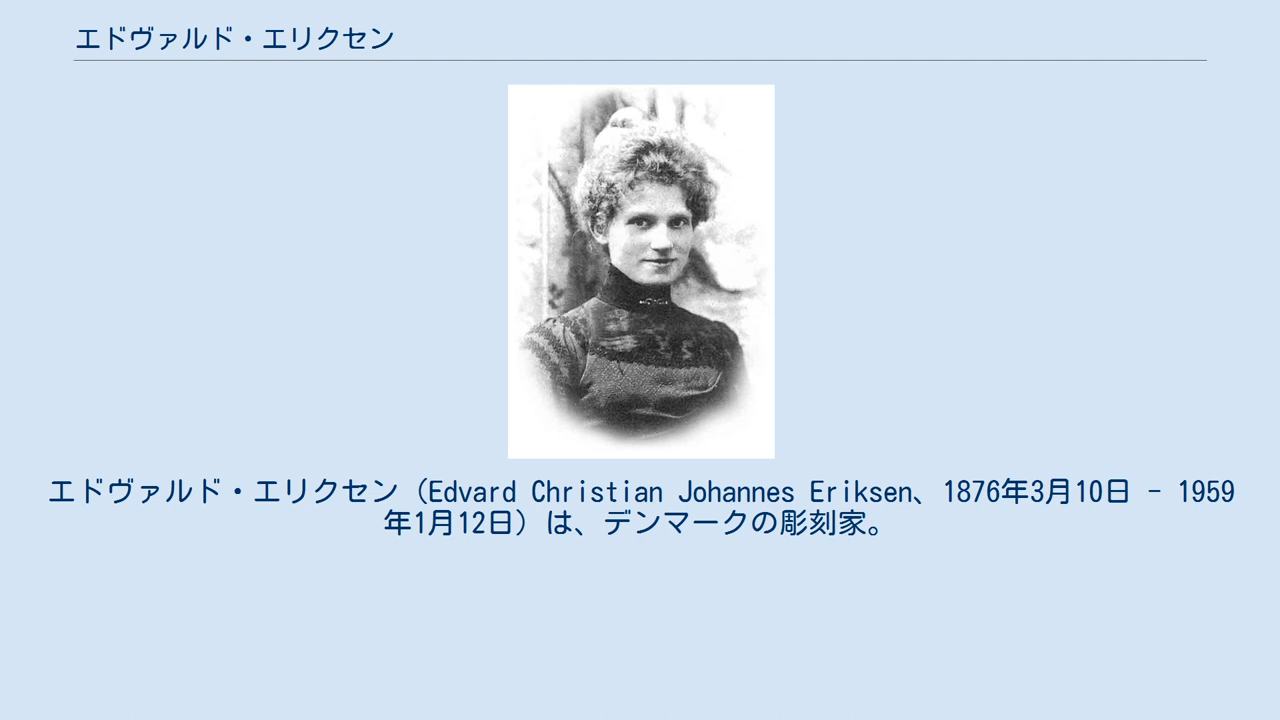 エドヴァルド・エリクセン
エドヴァルド・エリクセン（Edvard Christian Johannes Eriksen、1876年3月10日 - 1959
年1月12日）は、デンマークの彫刻家。